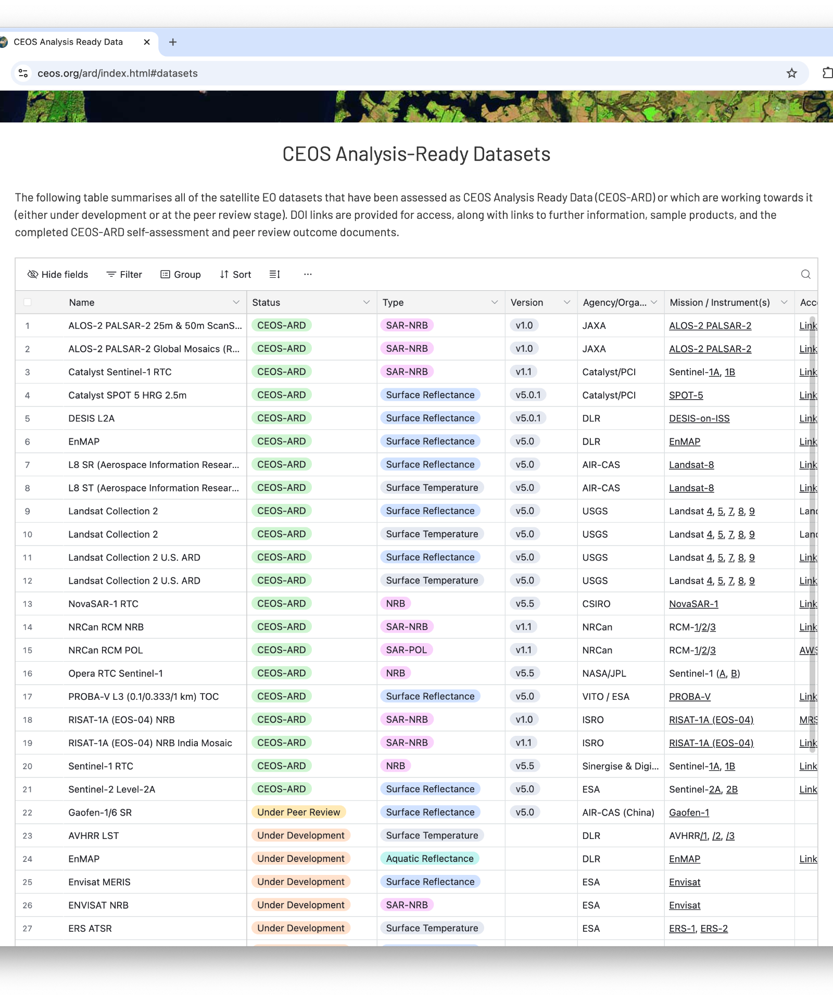 CEOS Analysis Ready Data
ceos.org/ard/index.html#datasets
CEOS Analysis-Ready Datasets
The following table summarises all of the satellite EO datasets that have been assessed as CEOS Analysis Ready Data (CEOS-ARD) or which are working towards it
(either under development or at the peer review stage). DOI links are provided for access, along with links to further information, sample products, and the
completed CEOS-ARD self-assessment and peer review outcome documents.
Hide fields Filter Group Sort ...
Name Status Type Version Agency/Orga... Mission / Instrument(s) Acc
1 ALOS-2 PALSAR-2 25m & 50m ScanS... CEOS-ARD SAR-NRB v1.0 JAXA ALOS-2 PALSAR-2 Link
2 ALOS-2 PALSAR-2 Global Mosaics (R... CEOS-ARD SAR-NRB v1.0 JAXA ALOS-2 PALSAR-2 Link
3 Catalyst Sentinel-1 RTC CEOS-ARD SAR-NRB v1.1 Catalyst/PCI Sentinel-1A, 1B Link
4 Catalyst SPOT 5 HRG 2.5m CEOS-ARD Surface Reflectance v5.0.1 Catalyst/PCI SPOT-5 Link
5 DESIS L2A CEOS-ARD Surface Reflectance v5.0.1 DLR DESIS-on-ISS Link
6 EnMAP CEOS-ARD Surface Reflectance v5.0 DLR EnMAP Link
7 L8 SR (Aerospace Information Resear... CEOS-ARD Surface Reflectance v5.0 AIR-CAS Landsat-8 Link
8 L8 ST (Aerospace Information Resear... CEOS-ARD Surface Temperature v5.0 AIR-CAS Landsat-8 Link
9 Landsat Collection 2 CEOS-ARD Surface Reflectance v5.0 USGS Landsat 4, 5, 7, 8, 9 Land
10 Landsat Collection 2 CEOS-ARD Surface Temperature v5.0 USGS Landsat 4, 5, 7, 8, 9 Land
11 Landsat Collection 2 U.S. ARD CEOS-ARD Surface Reflectance v5.0 USGS Landsat 4, 5, 7, 8, 9 Link
12 Landsat Collection 2 U.S. ARD CEOS-ARD Surface Temperature v5.0 USGS Landsat 4, 5, 7, 8, 9 Link
13 NovaSAR-1 RTC CEOS-ARD NRB v5.5 CSIRO NovaSAR-1 Link
14 NRCan RCM NRB CEOS-ARD SAR-NRB v1.1 NRCan RCM-1/2/3 Link
15 NRCan RCM POL CEOS-ARD SAR-POL v1.1 NRCan RCM-1/2/3 AWS
16 Opera RTC Sentinel-1 CEOS-ARD NRB v5.5 NASA/JPL Sentinel-1 (A, B)
17 PROBA-V L3 (0.1/0.333/1 km) TOC CEOS-ARD Surface Reflectance v5.0 VITO / ESA PROBA-V Link
18 RISAT-1A (EOS-04) NRB CEOS-ARD SAR-NRB v1.0 ISRO RISAT-1A (EOS-04) MRS
19 RISAT-1A (EOS-04) NRB India Mosaic CEOS-ARD SAR-NRB v1.1 ISRO RISAT-1A (EOS-04) Link
20 Sentinel-1 RTC CEOS-ARD NRB v5.5 Sinergise & Digi... Sentinel-1A, 1B Link
21 Sentinel-2 Level-2A CEOS-ARD Surface Reflectance v5.0 ESA Sentinel-2A, 2B Link
22 Gaofen-1/6 SR Under Peer Review Surface Reflectance v5.0 AIR-CAS (China) Gaofen-1
23 AVHRR LST Under Development Surface Temperature DLR AVHRR/1, /2, /3
24 EnMAP Under Development Aquatic Reflectance DLR EnMAP Link
25 Envisat MERIS Under Development Surface Reflectance ESA Envisat
26 ENVISAT NRB Under Development SAR-NRB ESA Envisat
27 ERS ATSR Under Development Surface Temperature ESA ERS-1, ERS-2